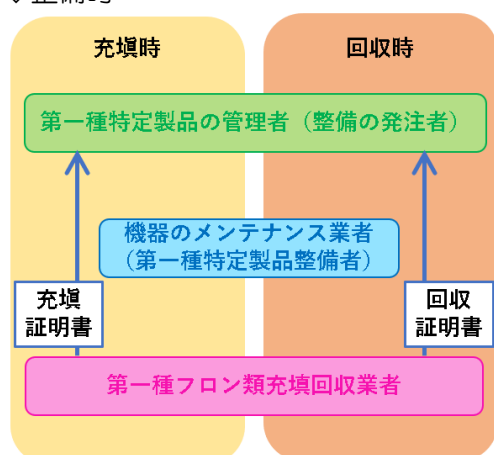 充填時
回収時
第一種特定製品の管理者（整備の発注者）
機器のメンテナンス業者
（第一種特定製品整備者）
充填
証明書
回収
証明書
第一種フロン類充填回収業者